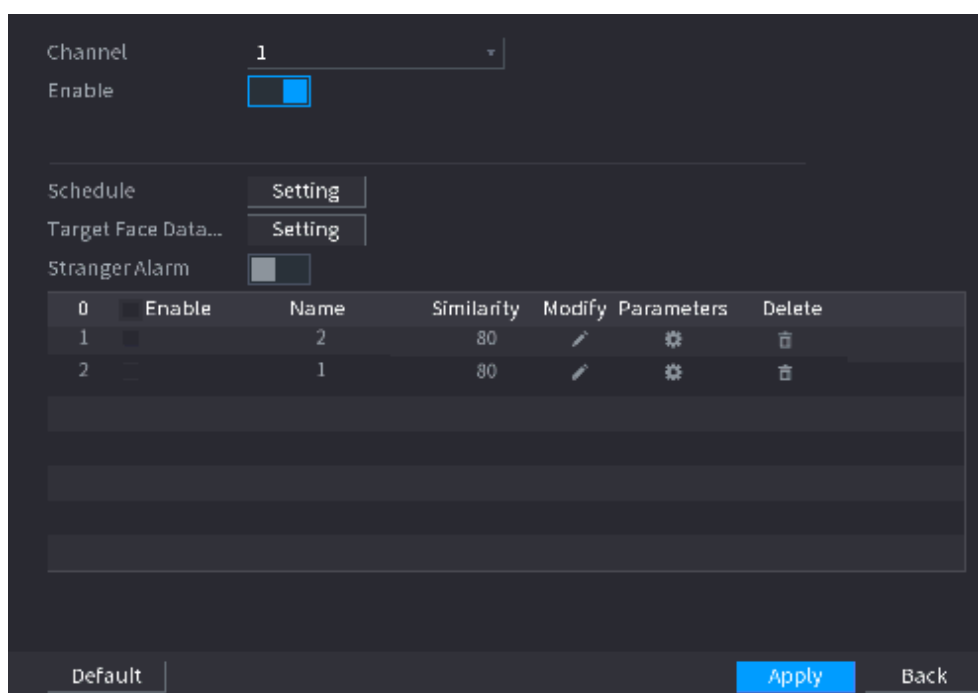 Channel 1
Enable
Schedule Setting
Target Face Data... Setting
Stranger Alarm
0 Enable Name Similarity Modify Parameters Delete
1 2 80
2 1 80
Default Apply Back